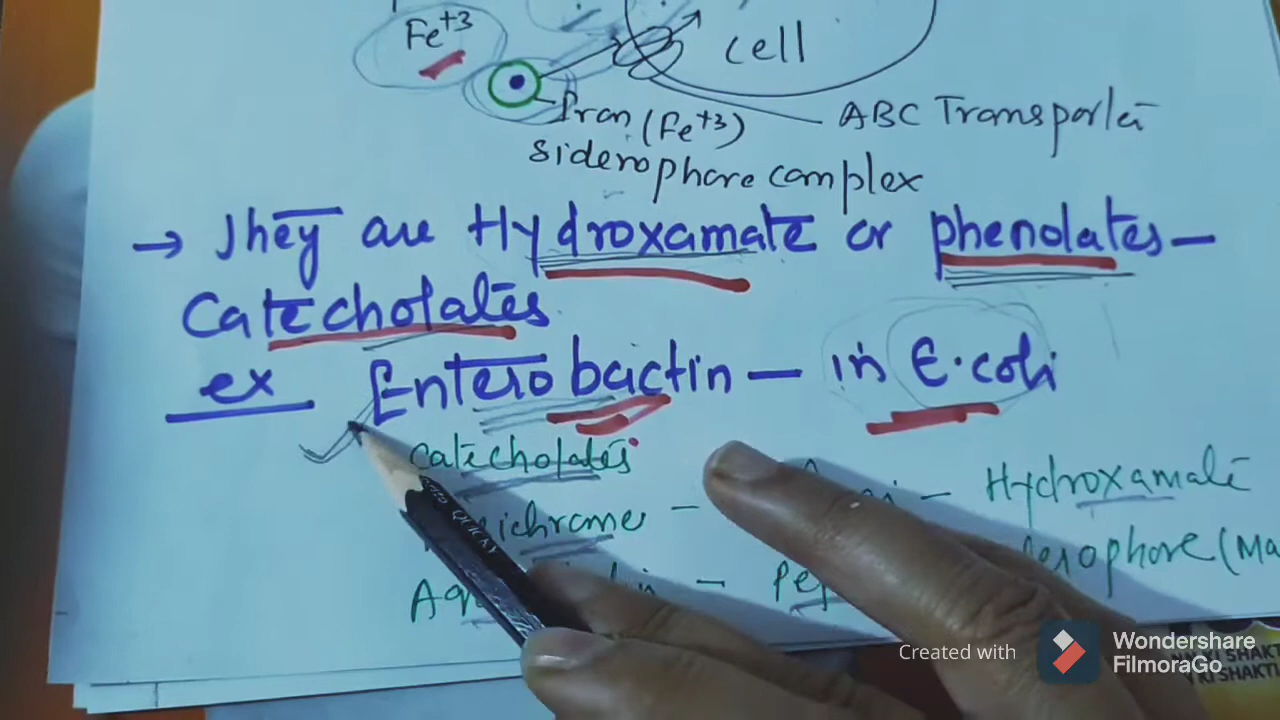 Fe+3
cell
Iron (Fe+3)
siderophore complex
ABC Transporter
→ They are Hydroxamate or phenolates—
Catecholates
ex Enterobactin — in E.coli
Catecholates
— Hydroxamate
(Ma
Created with
Wondershare
FilmoraGo